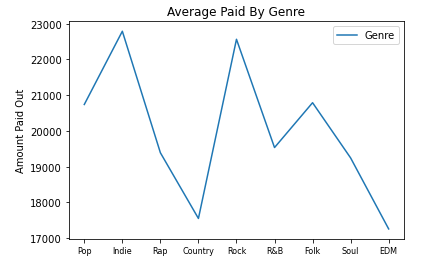 Average Paid By Genre
Genre
Amount Paid Out
23000
22000
21000
20000
19000
18000
17000
Pop Indie Rap Country Rock R&B Folk Soul EDM